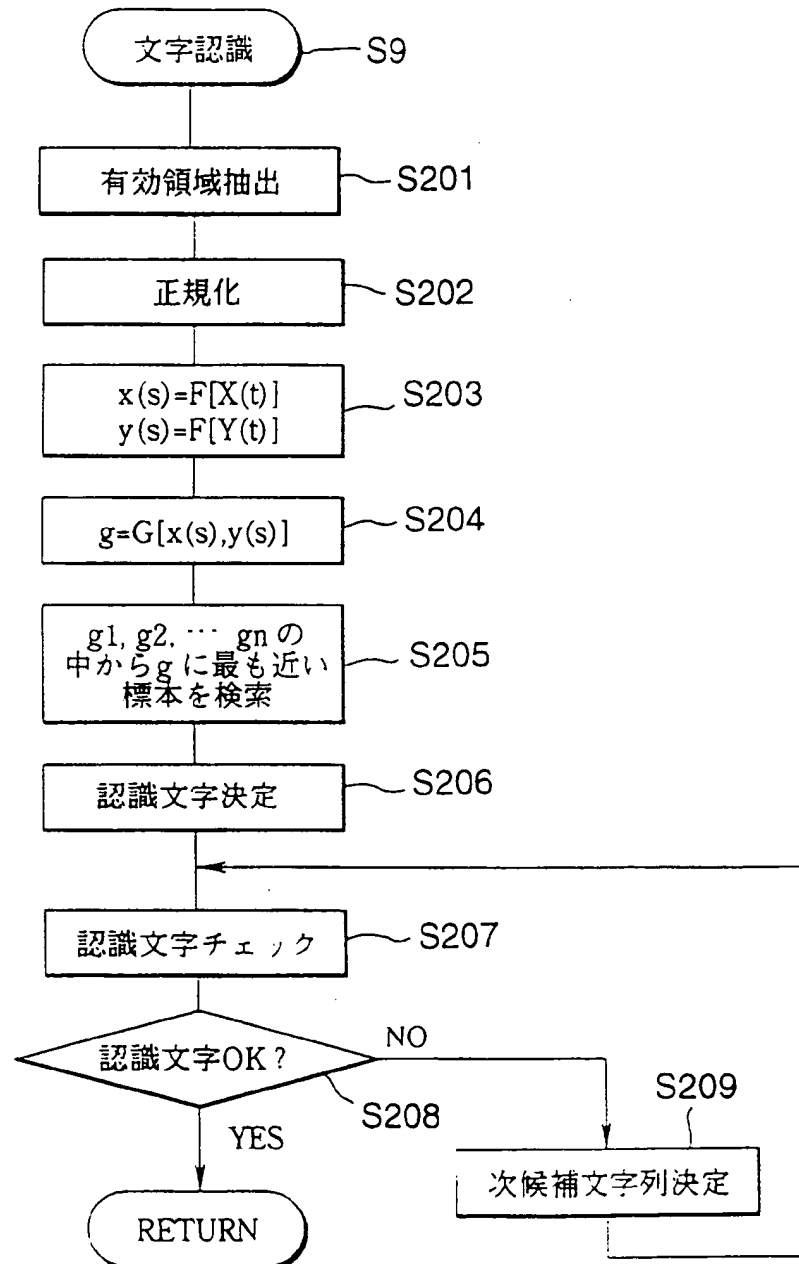 文字認識
S9
有効領域抽出
S201
正規化
S202
x(s)=F[X(t)]
y(s)=F[Y(t)]
S203
g=G[x(s),y(s)]
S204
g1, g2, … gn の
中からgに最も近い
標本を検索
S205
認識文字決定
S206
認識文字チェック
S207
認識文字OK?
NO
S208
YES
S209
次候補文字列決定
RETURN